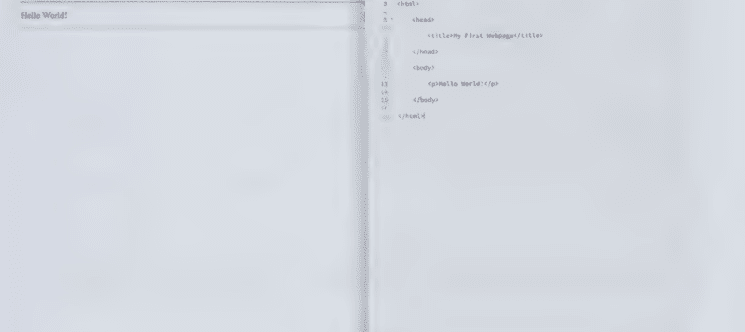 Hello World!
<html>
<head>
<title>My First Webpage</title>
</head>
<body>
<p>Hello World!</p>
</body>
</html>